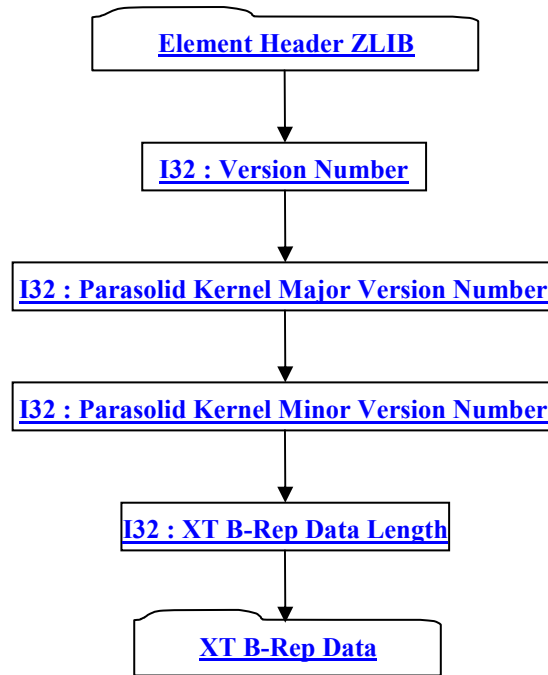 Element Header ZLIB
I32 : Version Number
I32 : Parasolid Kernel Major Version Number
I32 : Parasolid Kernel Minor Version Number
I32 : XT B-Rep Data Length
XT B-Rep Data